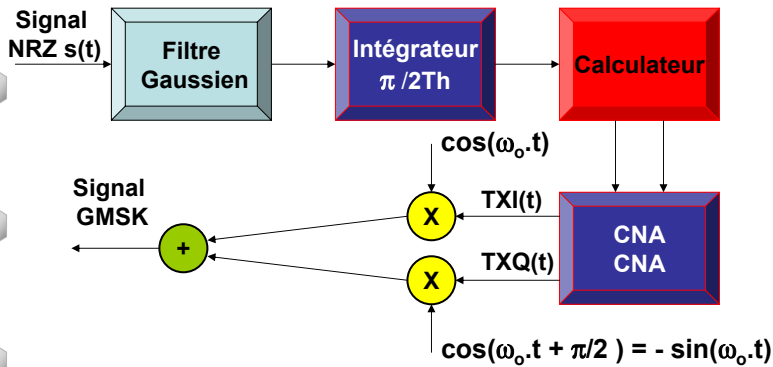 Signal
NRZ s(t)
Filtre
Gaussien
Intégrateur
π /2Th
Calculateur
cos(ωo.t)
Signal
GMSK
X
TXI(t)
CNA
CNA
+
X
TXQ(t)
cos(ωo.t + π/2 ) = - sin(ωo.t)